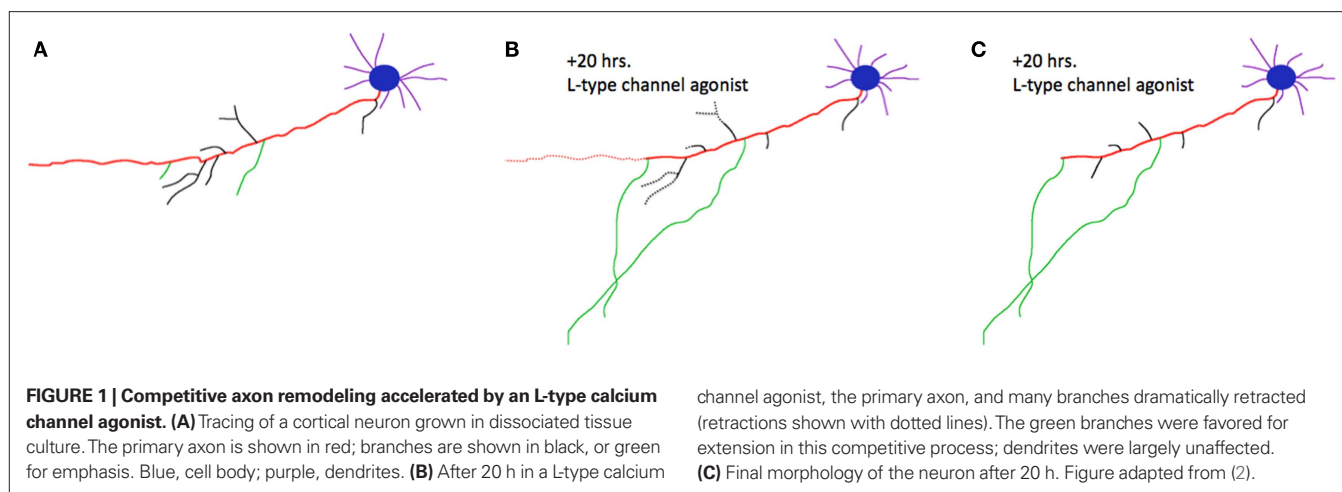 A
B
+20 hrs.
L-type channel agonist
C
+20 hrs.
L-type channel agonist
FIGURE 1 | Competitive axon remodeling accelerated by an L-type calcium
channel agonist. (A) Tracing of a cortical neuron grown in dissociated tissue
culture. The primary axon is shown in red; branches are shown in black, or green
for emphasis. Blue, cell body; purple, dendrites. (B) After 20 h in a L-type calcium
channel agonist, the primary axon, and many branches dramatically retracted
(retractions shown with dotted lines). The green branches were favored for
extension in this competitive process; dendrites were largely unaffected.
(C) Final morphology of the neuron after 20 h. Figure adapted from (2).